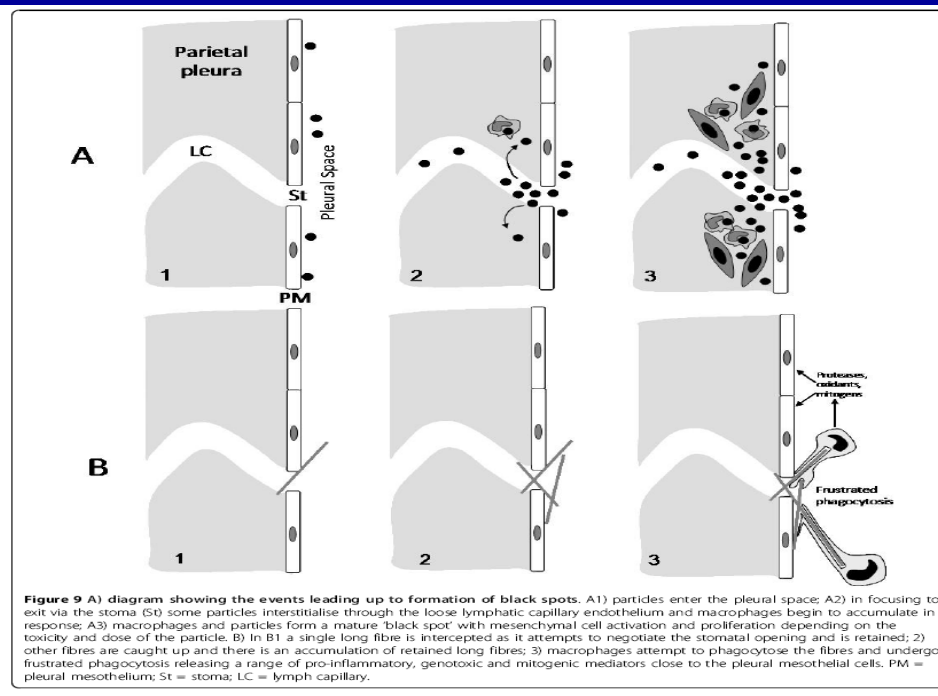 Parietal
pleura
A
LC
St
Pleural Space
1
2
3
PM
Proteases,
oxidants,
mitogens
B
Frustrated
phagocytosis
1
2
3
Figure 9 A) diagram showing the events leading up to formation of black spots. A1) particles enter the pleural space; A2) in focusing to
exit via the stoma (St) some particles interstitialise through the loose lymphatic capillary endothelium and macrophages begin to accumulate in
response; A3) macrophages and particles form a mature 'black spot' with mesenchymal cell activation and proliferation depending on the
toxicity and dose of the particle. B) In B1 a single long fibre is intercepted as it attempts to negotiate the stomatal opening and is retained; 2)
other fibres are caught up and there is an accumulation of retained long fibres; 3) macrophages attempt to phagocytose the fibres and undergo
frustrated phagocytosis releasing a range of pro-inflammatory, genotoxic and mitogenic mediators close to the pleural mesothelial cells. PM =
pleural mesothelium; St = stoma; LC = lymph capillary.